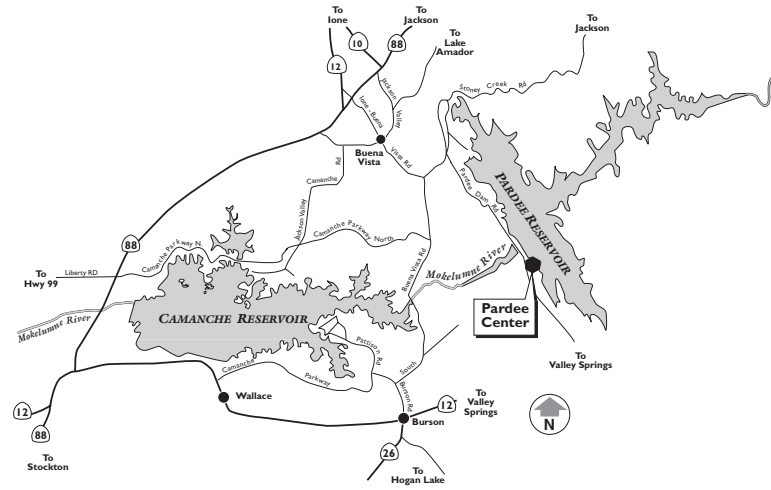 To
Ione
To
Jackson
10
88
12
To
Lake
Amador
To
Jackson
Stoney Creek Rd
Jackson
Valley
Ione - Buena
Vista Rd
Buena
Vista
Camanche
Rd
Jackson Valley
Pardee Dam Rd
PARDEE RESERVOIR
Camanche Parkway North
Camanche Parkway N.
88
To
Hwy 99
Liberty RD
Buena Vista Rd
Mokelumne River
Mokelumne River
CAMANCHE RESERVOIR
Pardee
Center
Pattison Rd
South
Camanche
Parkway
Burson Rd
To
Valley Springs
Wallace
12
To
Valley
Springs
Burson
N
12
88
To
Stockton
26
To
Hogan Lake